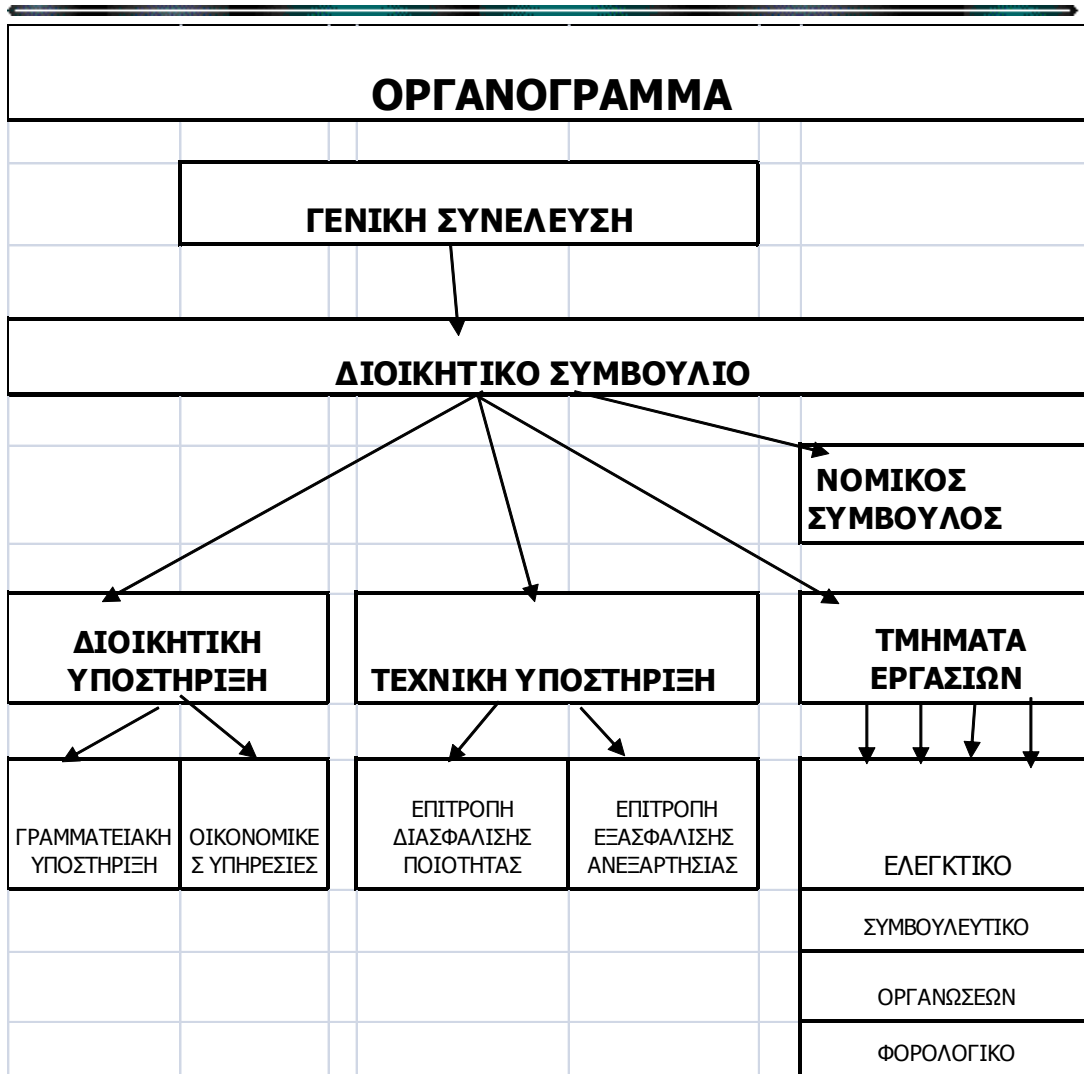 ΟΡΓΑΝΟΓΡΑΜΜΑ
ΓΕΝΙΚΗ ΣΥΝΕΛΕΥΣΗ
ΔΙΟΙΚΗΤΙΚΟ ΣΥΜΒΟΥΛΙΟ
ΝΟΜΙΚΟΣ
ΣΥΜΒΟΥΛΟΣ
ΔΙΟΙΚΗΤΙΚΗ
ΥΠΟΣΤΗΡΙΞΗ
ΤΕΧΝΙΚΗ ΥΠΟΣΤΗΡΙΞΗ
ΤΜΗΜΑΤΑ
ΕΡΓΑΣΙΩΝ
ΓΡΑΜΜΑΤΕΙΑΚΗ
ΥΠΟΣΤΗΡΙΞΗ
ΟΙΚΟΝΟΜΙΚΕ
Σ ΥΠΗΡΕΣΙΕΣ
ΕΠΙΤΡΟΠΗ
ΔΙΑΣΦΑΛΙΣΗΣ
ΠΟΙΟΤΗΤΑΣ
ΕΠΙΤΡΟΠΗ
ΕΞΑΣΦΑΛΙΣΗΣ
ΑΝΕΞΑΡΤΗΣΙΑΣ
ΕΛΕΓΚΤΙΚΟ
ΣΥΜΒΟΥΛΕΥΤΙΚΟ
ΟΡΓΑΝΩΣΕΩΝ
ΦΟΡΟΛΟΓΙΚΟ